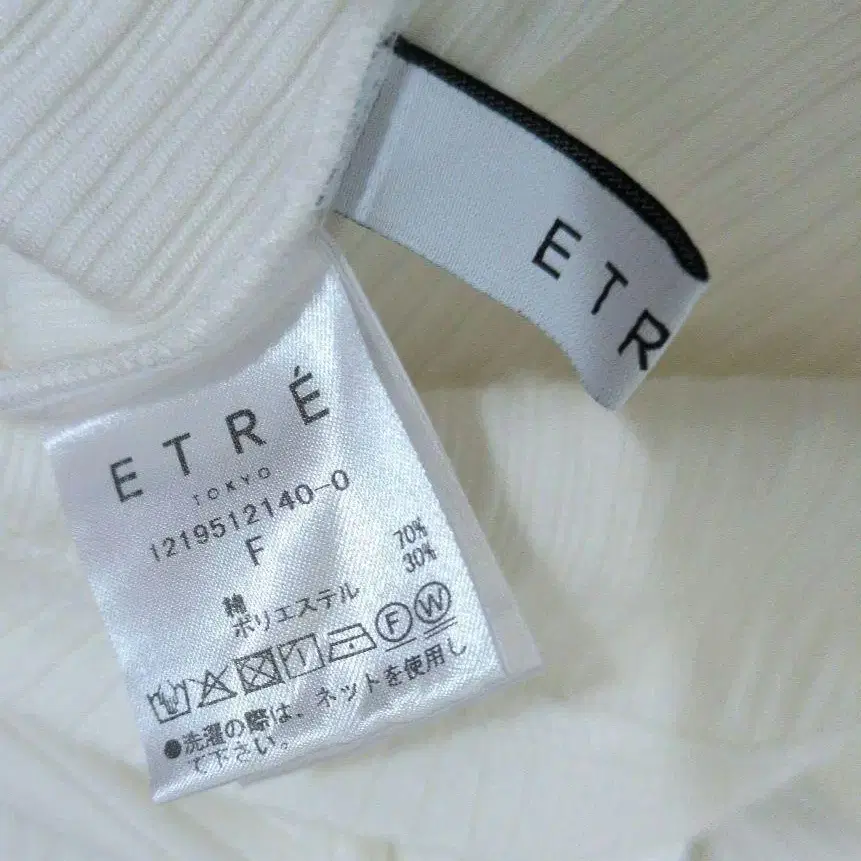 ETR
ETRÉ
TOKYO
1219512140-0
F
綿 70%
ポリエステル 30%
F W
●洗濯の際は、ネットを使用し
て下さい。